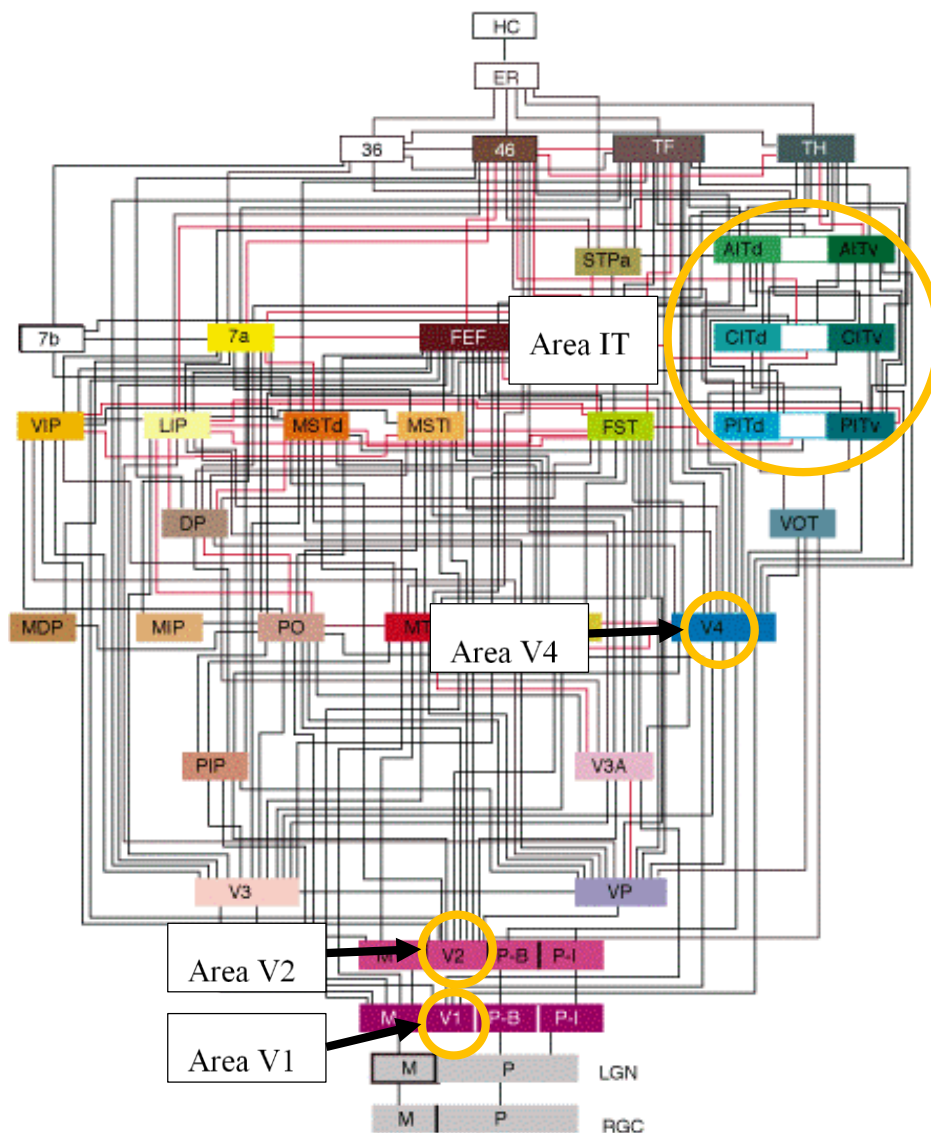 HC
ER
36 46 TF TH
STPa AITd AITv
7b 7a FEF Area IT CITd CITv
VIP LIP MSTd MSTl FST PITd PITv
DP VOT
MDP MIP PO MT Area V4 V4
PIP V3A
V3 VP
Area V2 M V2 P-B P-I
Area V1 M V1 P-B P-I
M P LGN
M P RGC